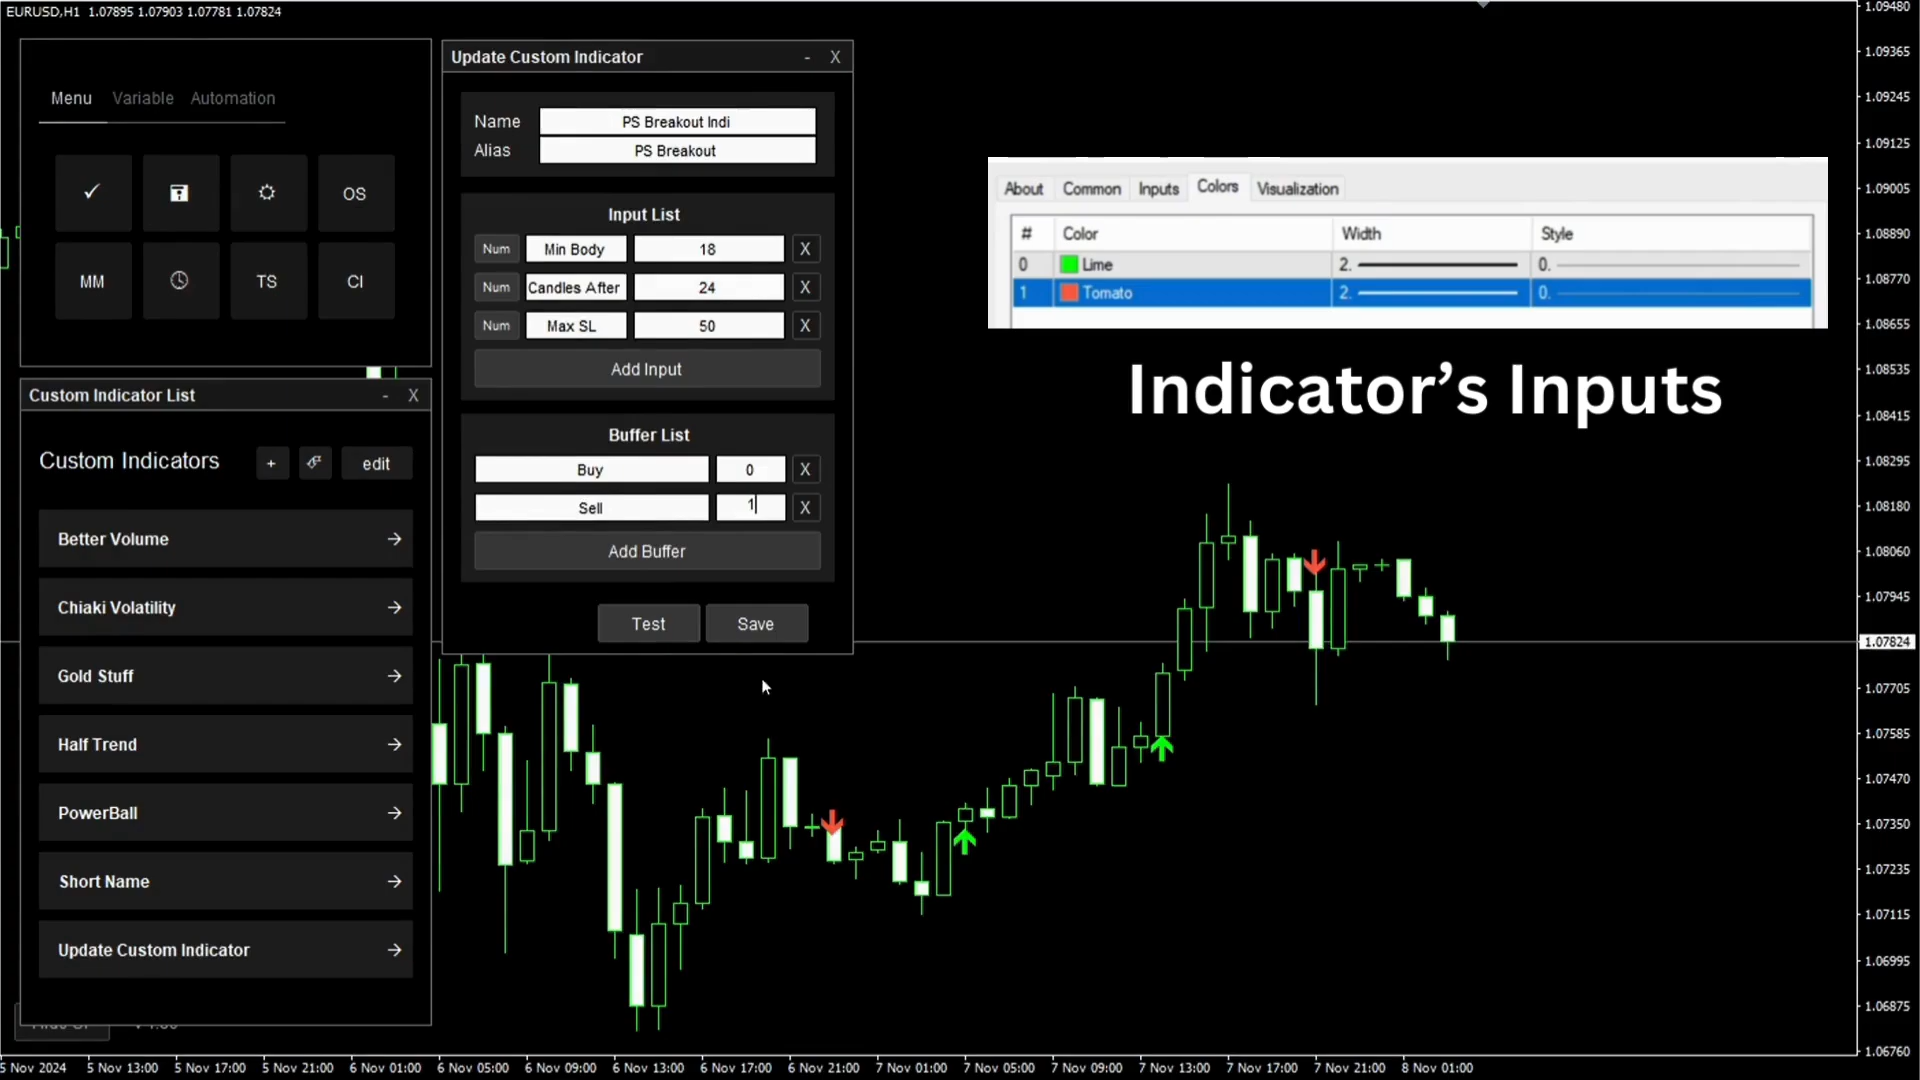 EURUSD,H1 1.07895 1.07903 1.07781 1.07824
Menu Variable Automation
OS
MM TS CI
Custom Indicator List - X
Custom Indicators + edit
Better Volume
Chiaki Volatility
Gold Stuff
Half Trend
PowerBall
Short Name
Update Custom Indicator
Update Custom Indicator - X
Name PS Breakout Indi
Alias PS Breakout
Input List
Num Min Body 18 X
Num Candles After 24 X
Num Max SL 50 X
Add Input
Buffer List
Buy 0 X
Sell 1 X
Add Buffer
Test Save
About Common Inputs Colors Visualization
# Color Width Style
0 Lime 2. 0.
1 Tomato 2. 0.
Indicator’s Inputs
1.09480
1.09365
1.09245
1.09125
1.09005
1.08890
1.08770
1.08655
1.08535
1.08415
1.08295
1.08180
1.08060
1.07945
1.07824
1.07705
1.07585
1.07470
1.07350
1.07235
1.07115
1.06995
1.06875
1.06760
5 Nov 2024 5 Nov 13:00 5 Nov 17:00 5 Nov 21:00 6 Nov 01:00 6 Nov 05:00 6 Nov 09:00 6 Nov 13:00 6 Nov 17:00 6 Nov 21:00 7 Nov 01:00 7 Nov 05:00 7 Nov 09:00 7 Nov 13:00 7 Nov 17:00 7 Nov 21:00 8 Nov 01:00